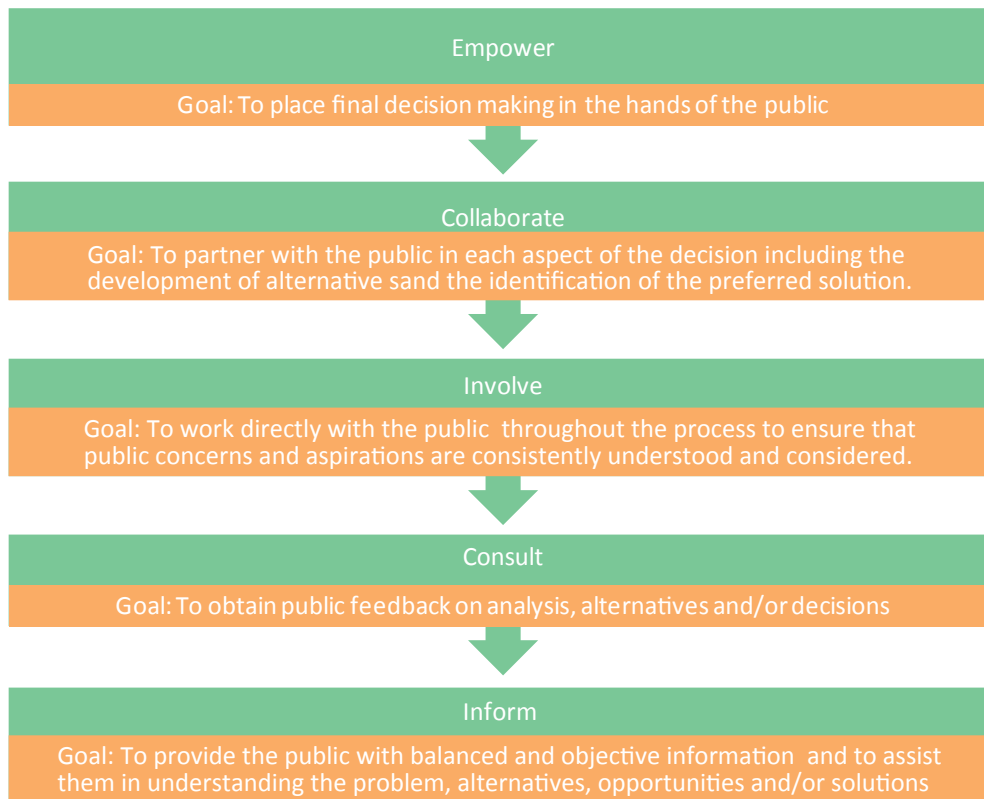 Empower
Goal: To place final decision making in the hands of the public
Collaborate
Goal: To partner with the public in each aspect of the decision including the
development of alternative sand the identification of the preferred solution.
Involve
Goal: To work directly with the public throughout the process to ensure that
public concerns and aspirations are consistently understood and considered.
Consult
Goal: To obtain public feedback on analysis, alternatives and/or decisions
Inform
Goal: To provide the public with balanced and objective information and to assist
them in understanding the problem, alternatives, opportunities and/or solutions